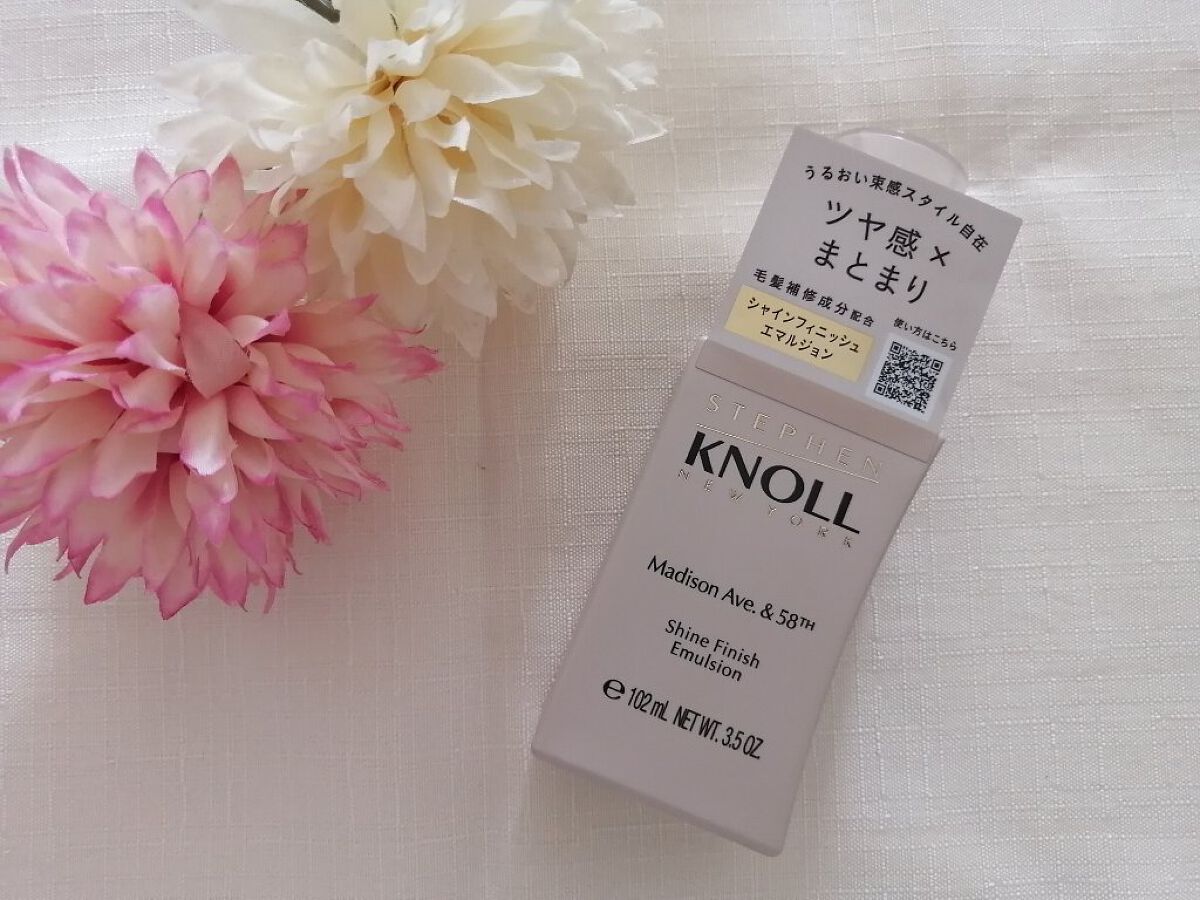 うるおい束感スタイル自在
ツヤ感×
まとまり
毛髪補修成分配合
シャインフィニッシュ
エマルジョン
使い方はこちら
STEPHEN
KNOLL
NEW YORK
Madison Ave. & 58TH
Shine Finish
Emulsion
℮ 102 mL NET WT. 3.5 OZ